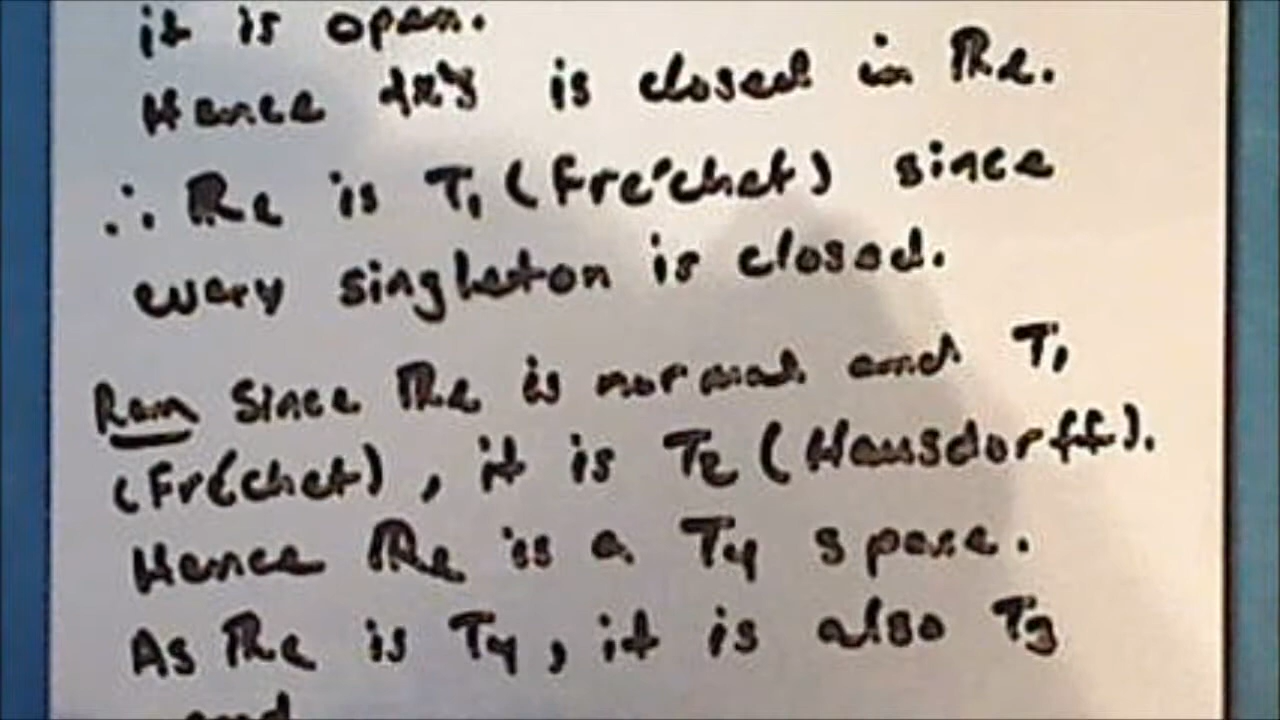 it is open.
Hence {x} is closed in ℝℓ.
∴ ℝℓ is T₁ (Fréchet) since
every singleton is closed.
Rem Since ℝℓ is normal and T₁
(Fréchet), it is T₂ (Hausdorff).
Hence ℝℓ is a T₄ space.
As ℝℓ is T₄, it is also T₃
and